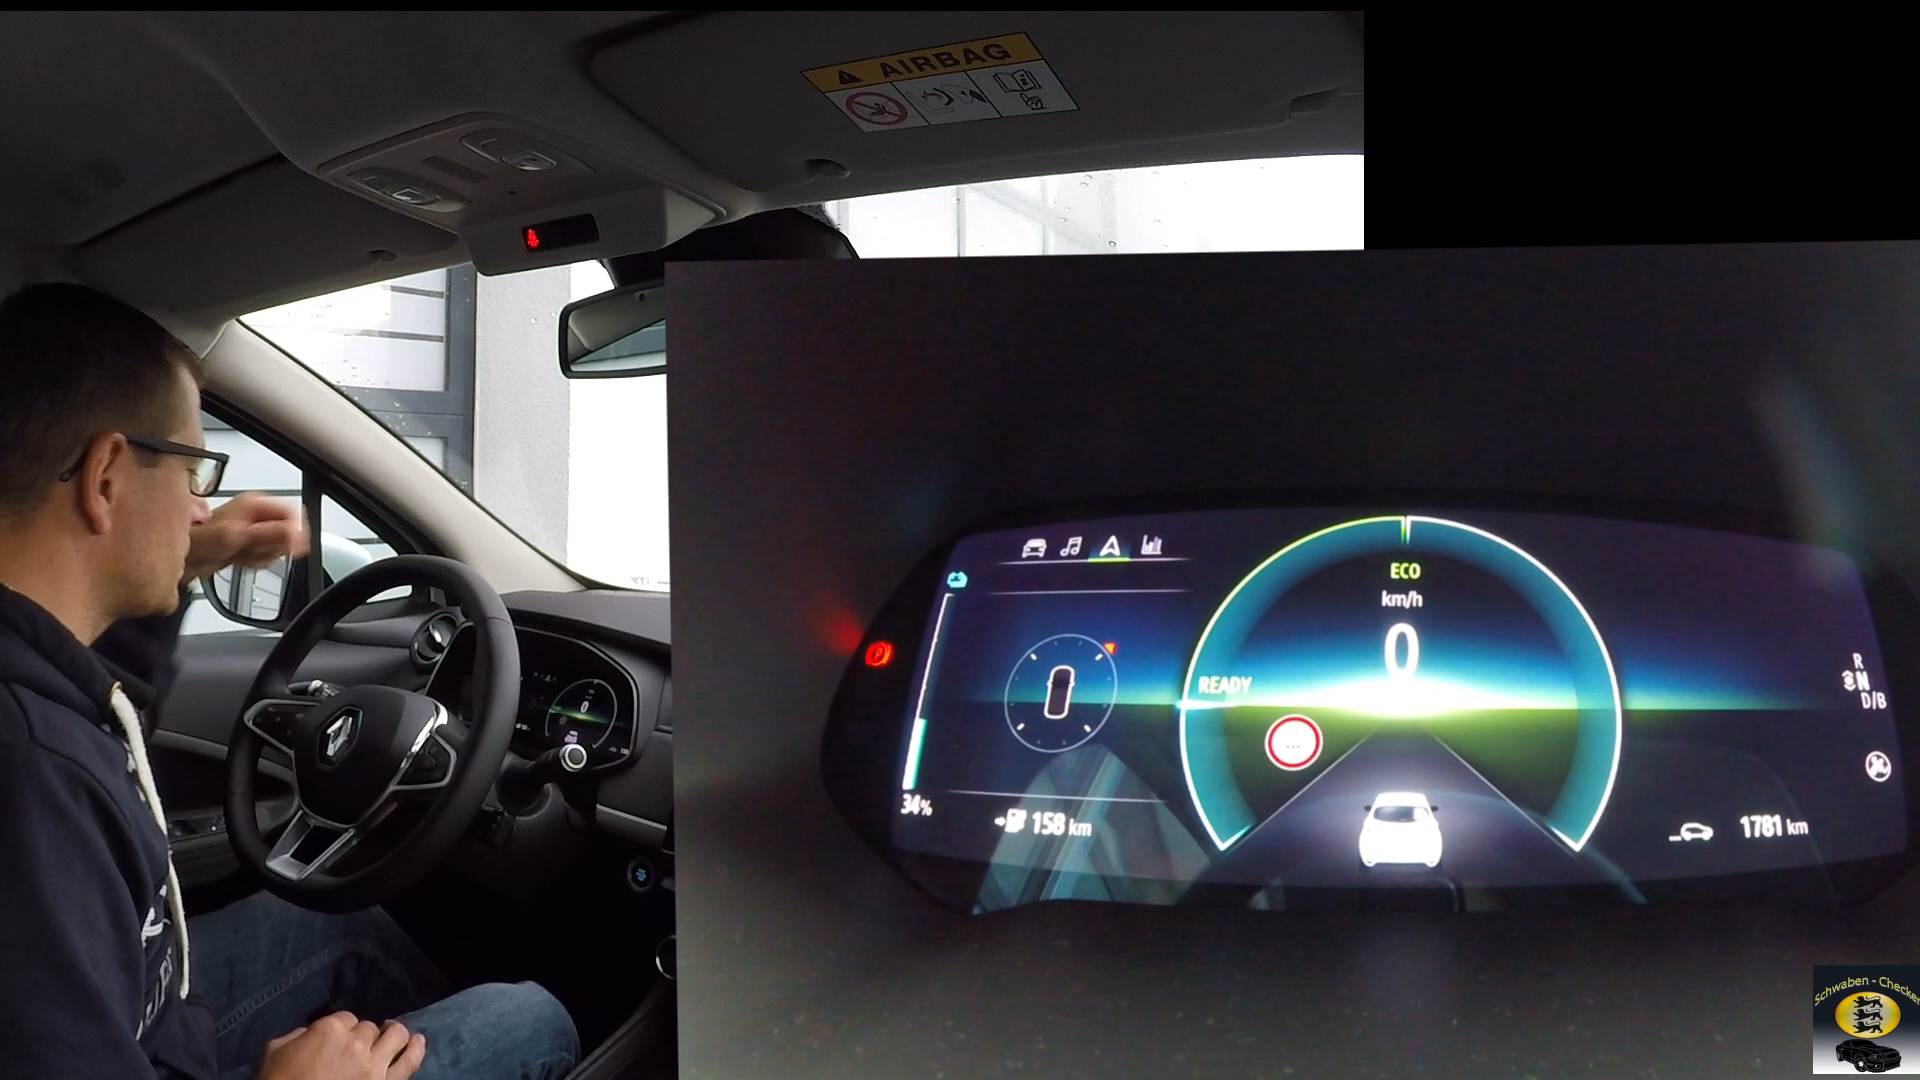 AIRBAG
ECO
km/h
0
READY
...
R
N
D/B
34%
158 km
1781 km
P
Schwaben-Checker